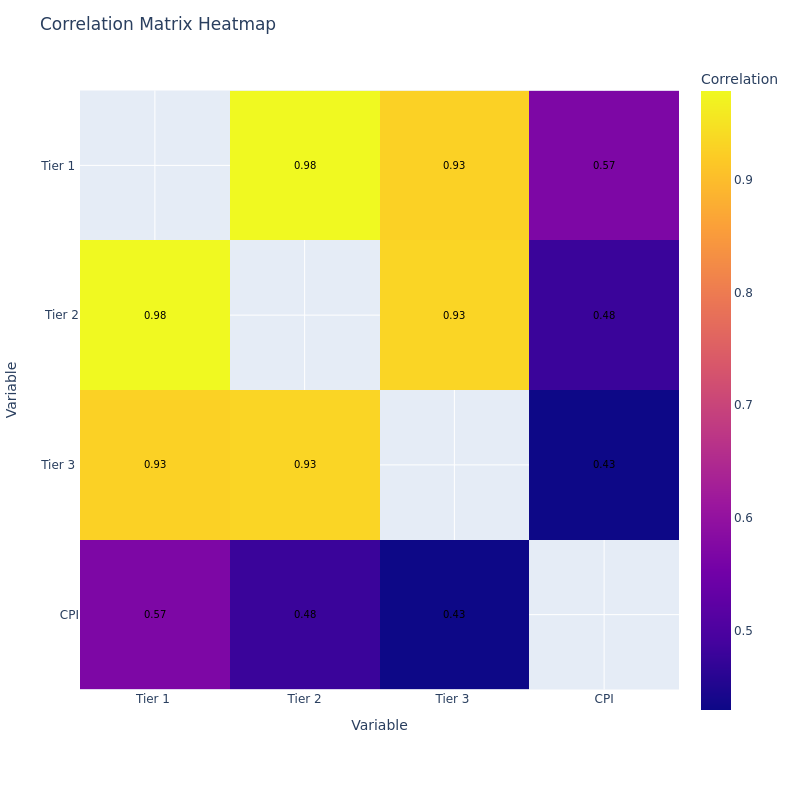 Correlation Matrix Heatmap
Correlation
Tier 1
0.98
0.93
0.57
Tier 2
0.98
0.93
0.48
Tier 3
0.93
0.93
0.43
CPI
0.57
0.48
0.43
Variable
Tier 1
Tier 2
Tier 3
CPI
Variable
0.9
0.8
0.7
0.6
0.5